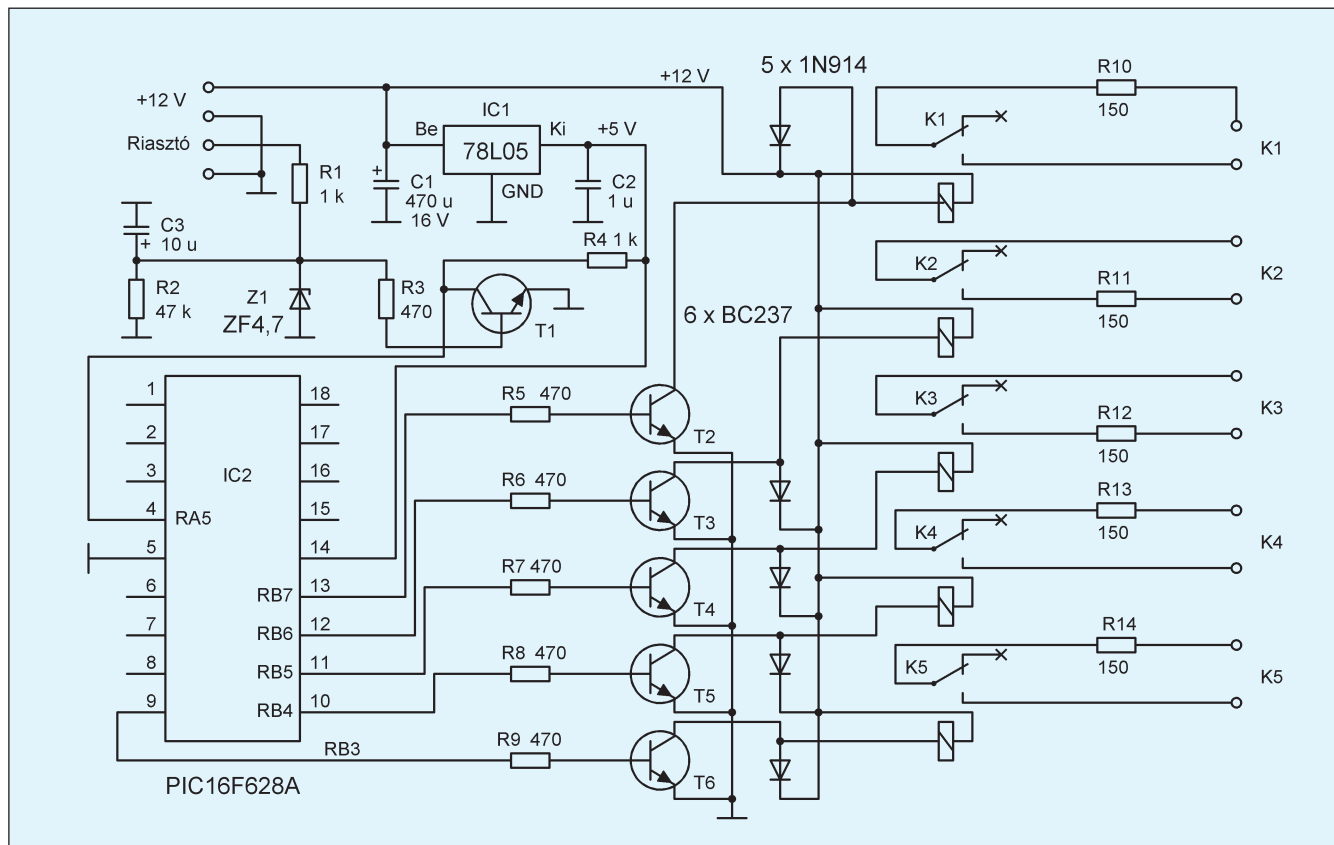 5 x 1N914
+12 V
R10
150
K1
K1
+12 V
Riasztó
IC1
Be
Ki
78L05
GND
+5 V
R1
1 k
C1
470 u
16 V
C2
1 u
C3
+ 10 u
+
R4 1 k
R2
47 k
Z1
ZF4,7
R3
470
T1
6 x BC237
K2
R11
150
K2
K3
R12
150
K3
R13
150
K4
K4
R14
150
K5
K5
1
2
3
4
5
6
7
8
9
18
17
16
15
14
13
12
11
10
IC2
RA5
RB7
RB6
RB5
RB4
RB3
R5 470
R6 470
R7 470
R8 470
R9 470
T2
T3
T4
T5
T6
PIC16F628A